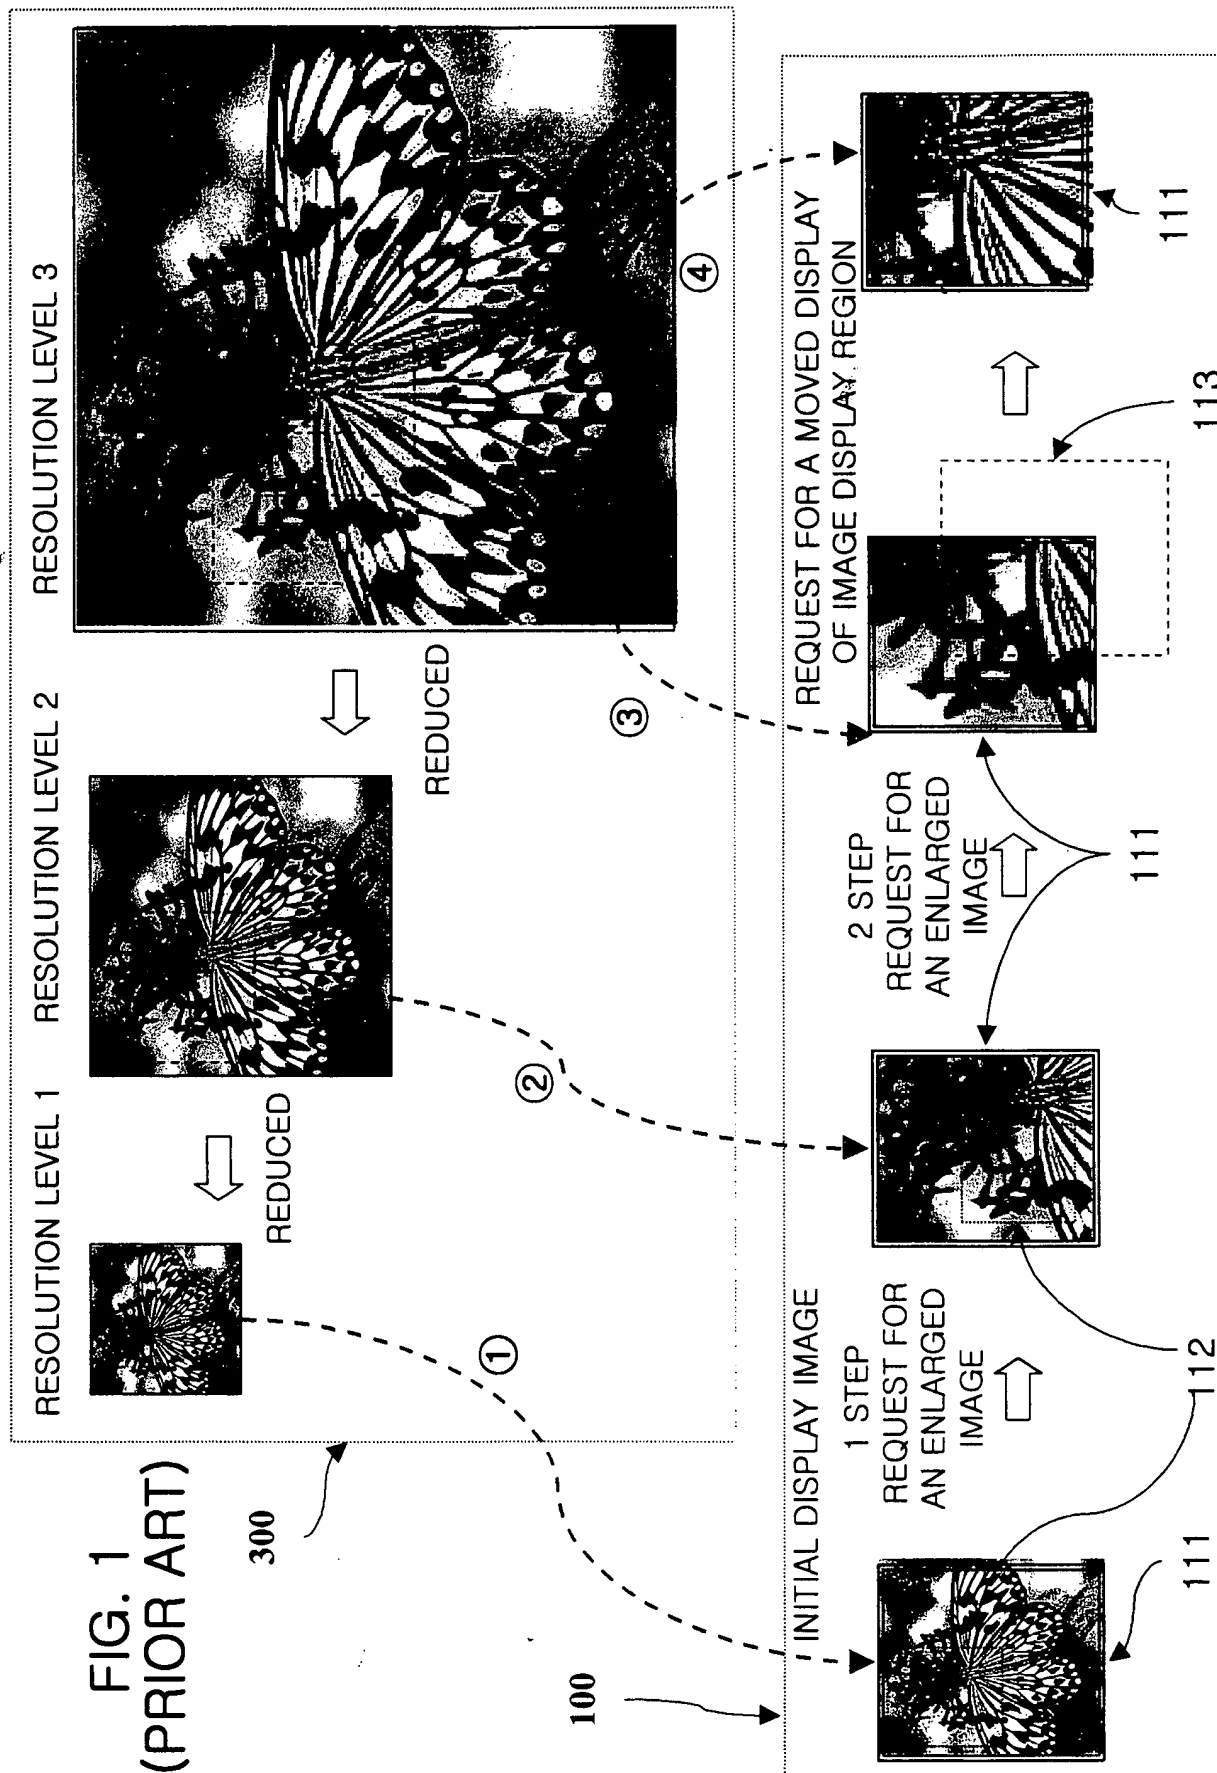 FIG. 1
(PRIOR ART)
300
RESOLUTION LEVEL 1
RESOLUTION LEVEL 2
RESOLUTION LEVEL 3
REDUCED
REDUCED
①
②
③
④
100
INITIAL DISPLAY IMAGE
1 STEP
REQUEST FOR
AN ENLARGED
IMAGE
2 STEP
REQUEST FOR
AN ENLARGED
IMAGE
REQUEST FOR A MOVED DISPLAY
OF IMAGE DISPLAY REGION
111
112
111
113
111